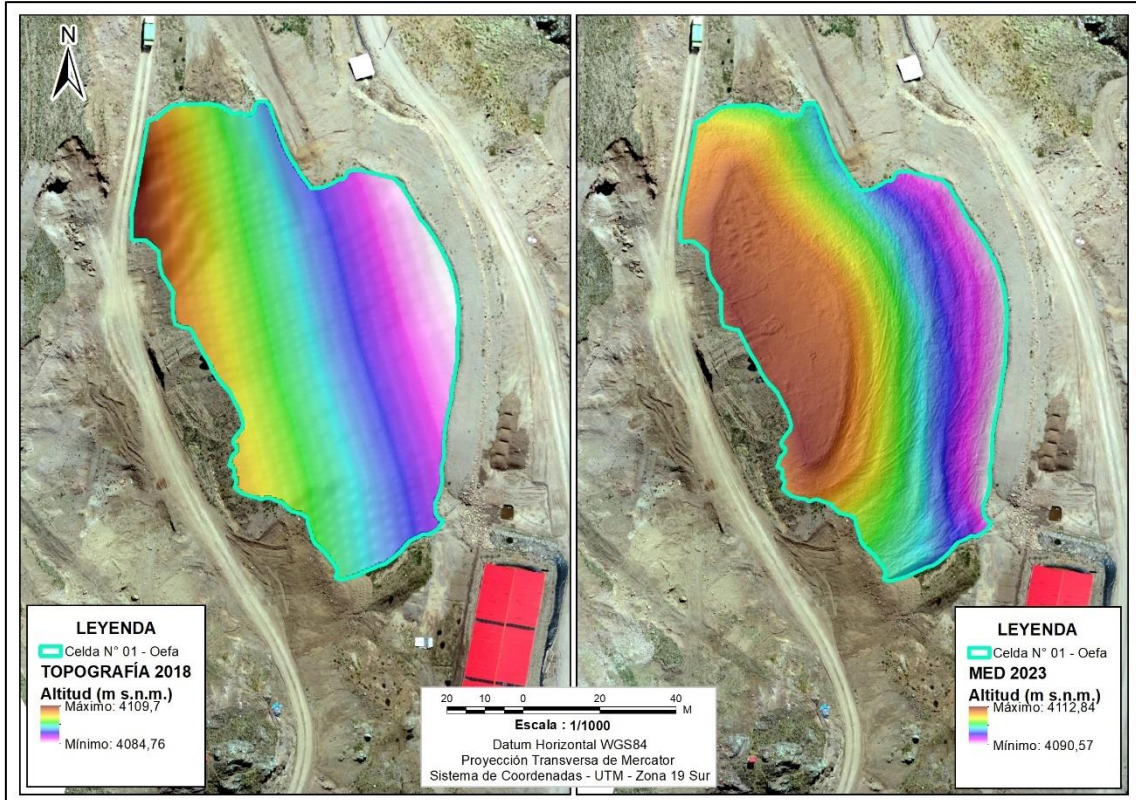 N
LEYENDA
Celda N° 01 - Oefa
TOPOGRAFÍA 2018
Altitud (m s.n.m.)
Máximo: 4109,7
Mínimo: 4084,76
20 10 0 20 40
M
Escala : 1/1000
Datum Horizontal WGS84
Proyección Transversa de Mercator
Sistema de Coordenadas - UTM - Zona 19 Sur
LEYENDA
Celda N° 01 - Oefa
MED 2023
Altitud (m s.n.m.)
Máximo: 4112,84
Mínimo: 4090,57